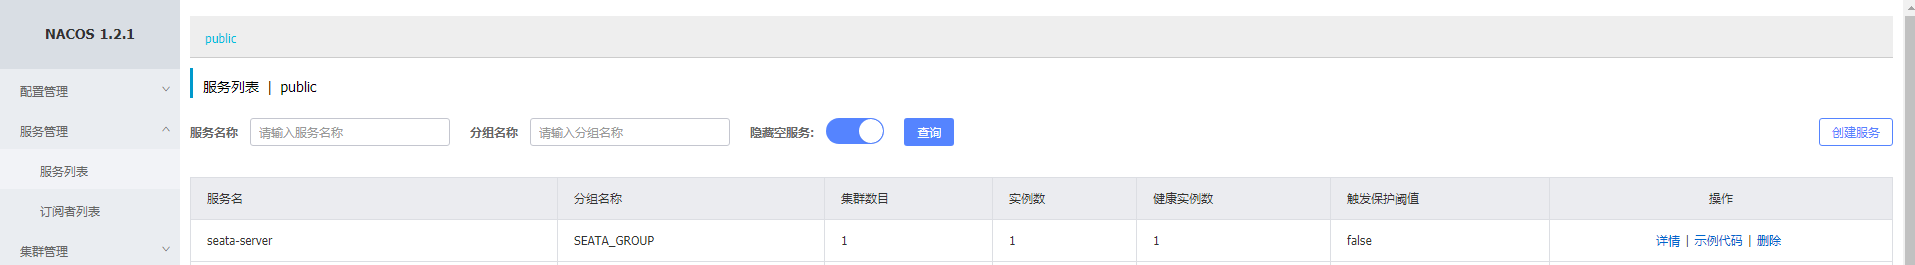 NACOS 1.2.1
配置管理
服务管理
服务列表
订阅者列表
集群管理
public
服务列表 | public
服务名称 请输入服务名称 分组名称 请输入分组名称 隐藏空服务: 查询 创建服务
服务名 分组名称 集群数目 实例数 健康实例数 触发保护阈值 操作
seata-server SEATA_GROUP 1 1 1 false 详情 | 示例代码 | 删除